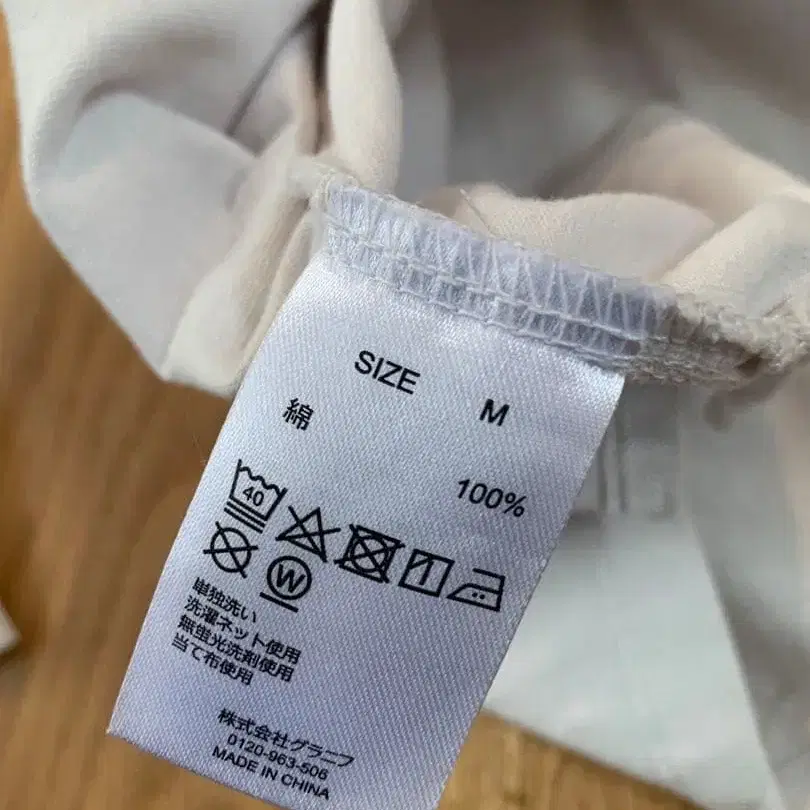 SIZE M
綿 100%
40
W
単独洗い
洗濯ネット使用
無蛍光洗剤使用
当て布使用
株式会社グラニフ
0120-963-506
MADE IN CHINA